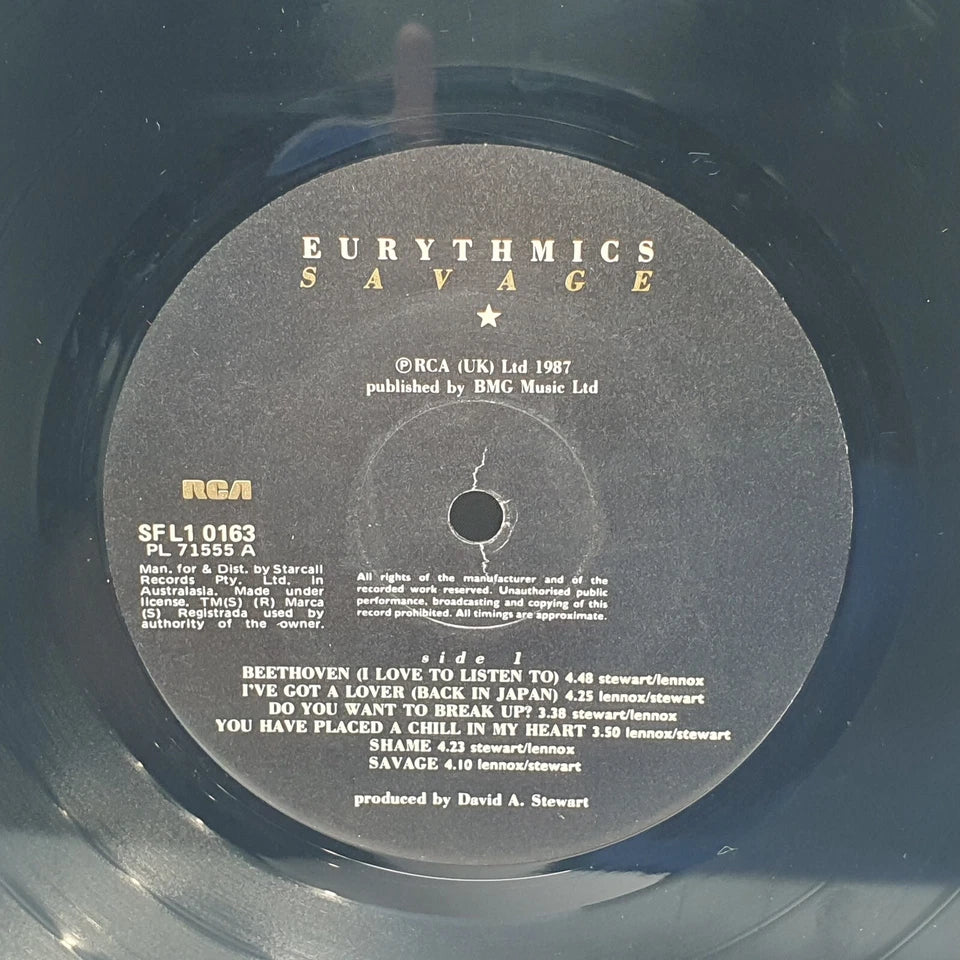 EURYTHMICS
SAVAGE
℗ RCA (UK) Ltd 1987
published by BMG Music Ltd
RCA
SFL1 0163
PL 71555 A
Man. for & Dist. by Starcall
Records Pty. Ltd. In
Australasia. Made under
license. TM(S) (R) Marca
(S) Registrada used by
authority of the owner.
All rights of the manufacturer and of the
recorded work reserved. Unauthorised public
performance, broadcasting and copying of this
record prohibited. All timings are approximate.
side 1
BEETHOVEN (I LOVE TO LISTEN TO) 4.48 stewart/lennox
I'VE GOT A LOVER (BACK IN JAPAN) 4.25 lennox/stewart
DO YOU WANT TO BREAK UP? 3.38 stewart/lennox
YOU HAVE PLACED A CHILL IN MY HEART 3.50 lennox/stewart
SHAME 4.23 stewart/lennox
SAVAGE 4.10 lennox/stewart
produced by David A. Stewart